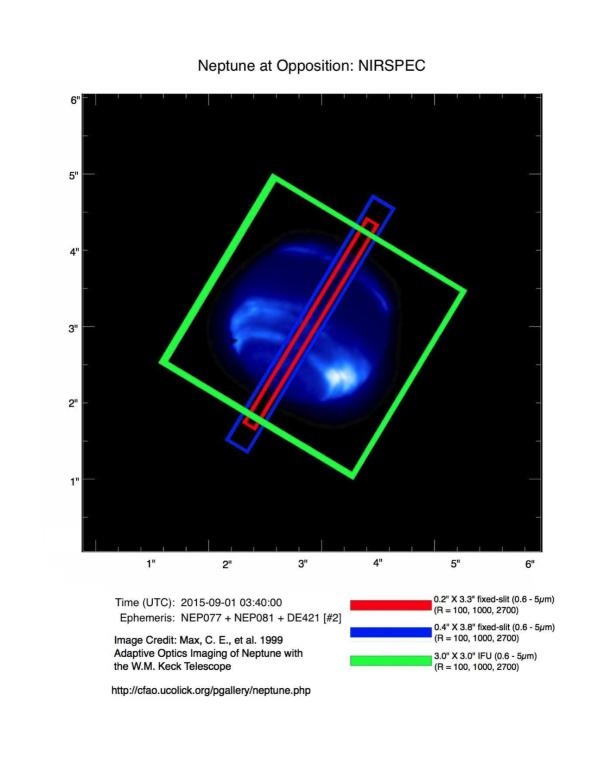 Neptune at Opposition: NIRSPEC
6"
5"
4"
3"
2"
1"
1"
2"
3"
4"
5"
6"
Time (UTC): 2015-09-01 03:40:00
Ephemeris: NEP077 + NEP081 + DE421 [#2]
Image Credit: Max, C. E., et al. 1999
Adaptive Optics Imaging of Neptune with
the W.M. Keck Telescope
http://cfao.ucolick.org/pgallery/neptune.php
0.2" X 3.3" fixed-slit (0.6 - 5μm)
(R = 100, 1000, 2700)
0.4" X 3.8" fixed-slit (0.6 - 5μm)
(R = 100, 1000, 2700)
3.0" X 3.0" IFU (0.6 - 5μm)
(R = 100, 1000, 2700)